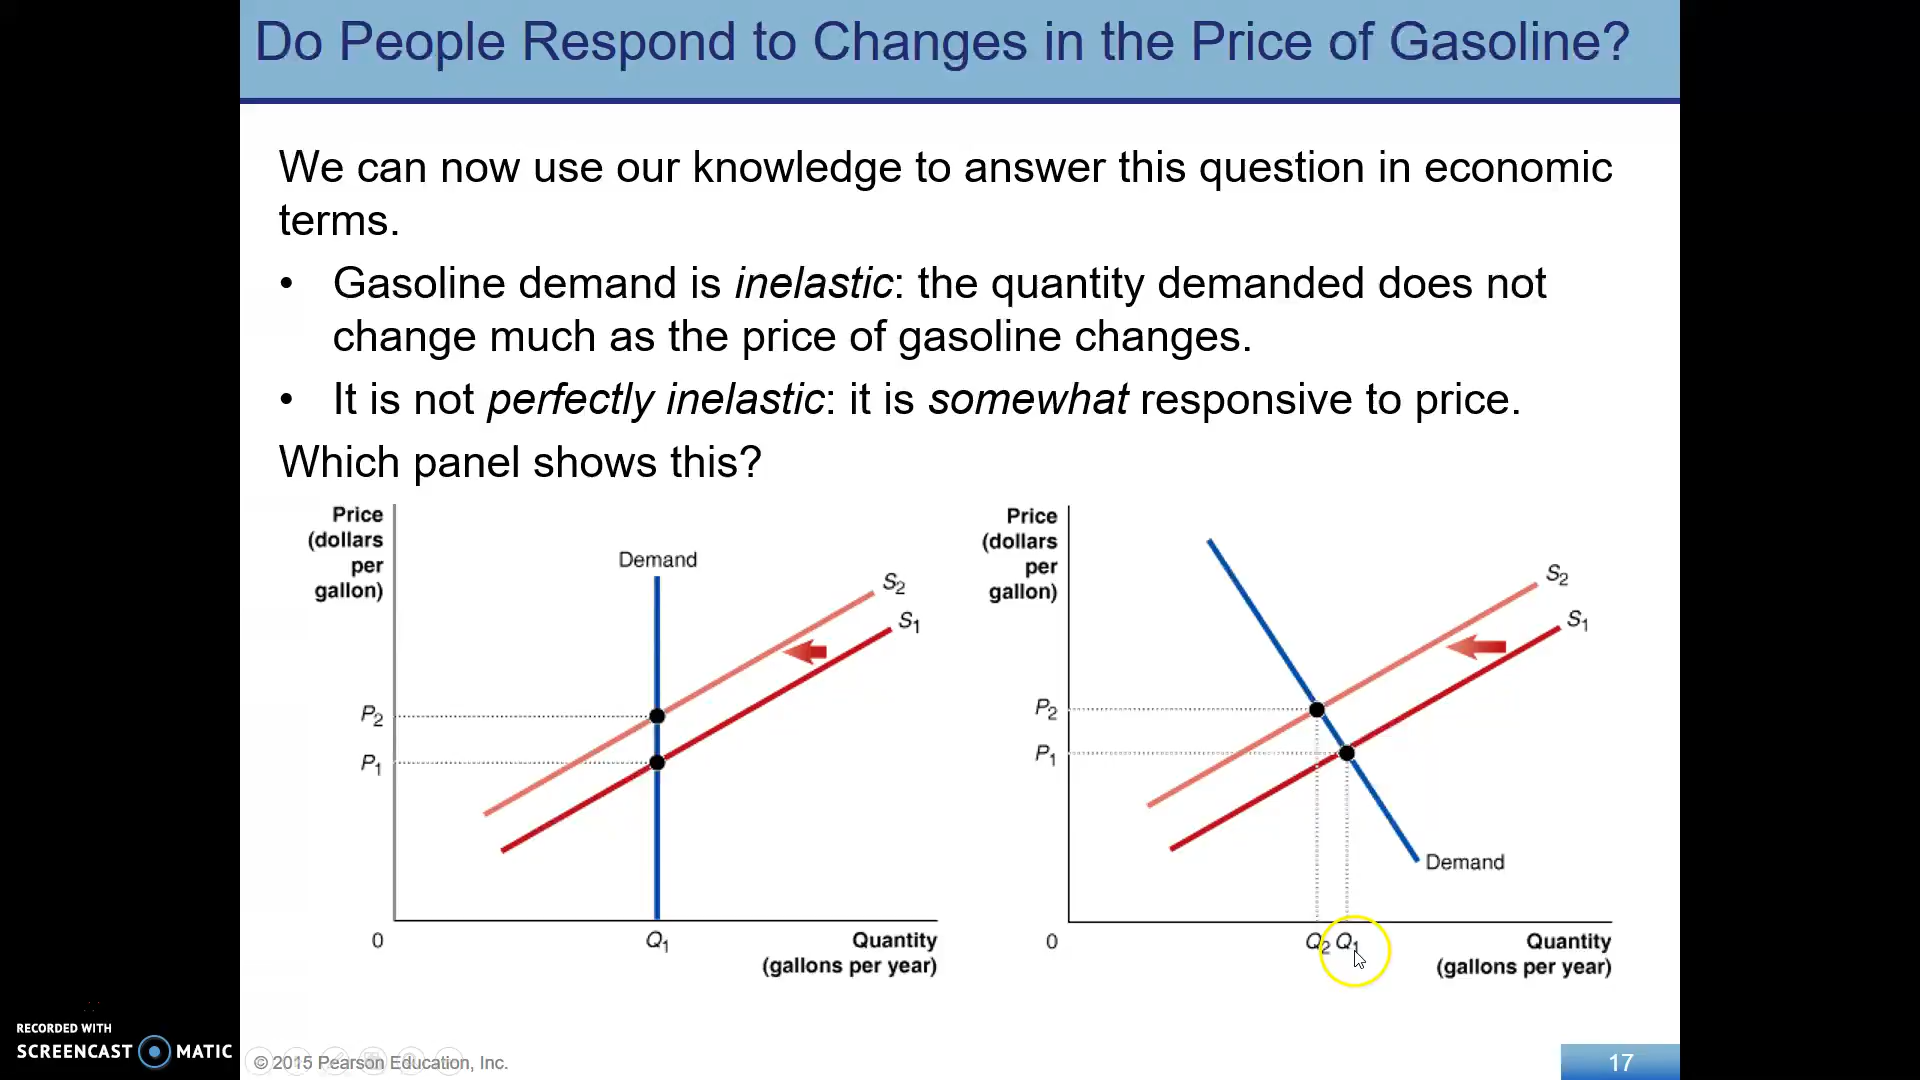 Do People Respond to Changes in the Price of Gasoline?
We can now use our knowledge to answer this question in economic
terms.
• Gasoline demand is inelastic: the quantity demanded does not
change much as the price of gasoline changes.
• It is not perfectly inelastic: it is somewhat responsive to price.
Which panel shows this?
Price
(dollars
per
gallon)
Demand
S2
S1
P2
P1
0
Q1
Quantity
(gallons per year)
Price
(dollars
per
gallon)
S2
S1
P2
P1
Demand
0
Q2 Q1
Quantity
(gallons per year)
RECORDED WITH
SCREENCAST MATIC
© 2015 Pearson Education, Inc.
17